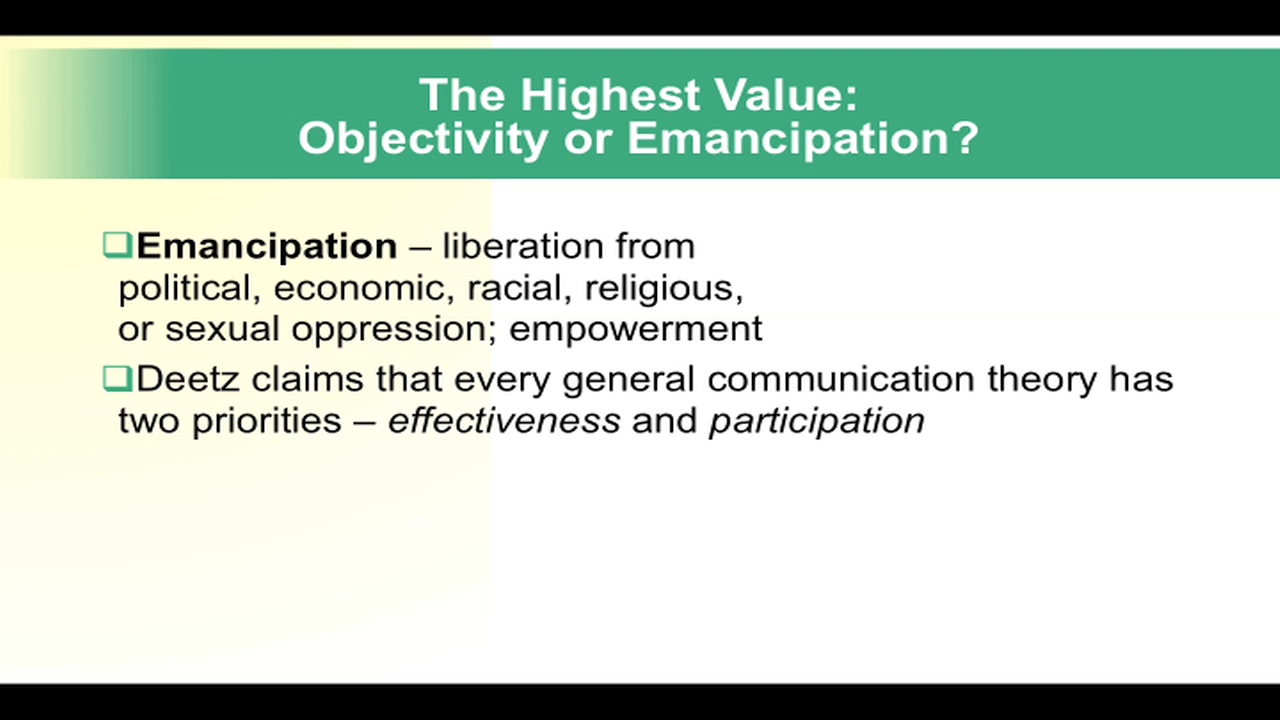 The Highest Value:
Objectivity or Emancipation?
❑Emancipation – liberation from
political, economic, racial, religious,
or sexual oppression; empowerment
❑Deetz claims that every general communication theory has
two priorities – effectiveness and participation